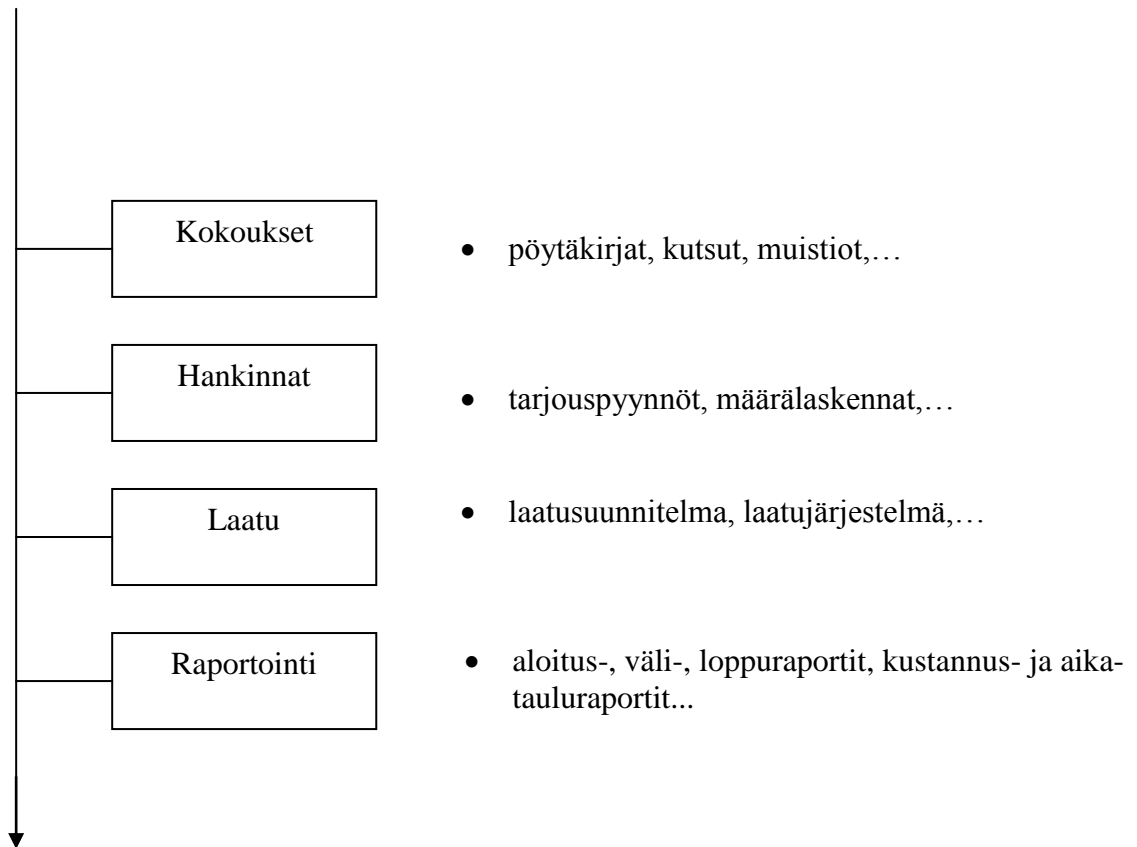 Kokoukset
• pöytäkirjat, kutsut, muistiot,…
Hankinnat
• tarjouspyynnöt, määrälaskennat,…
Laatu
• laatusuunnitelma, laatujärjestelmä,…
Raportointi
• aloitus-, väli-, loppuraportit, kustannus- ja aika-
tauluraportit...